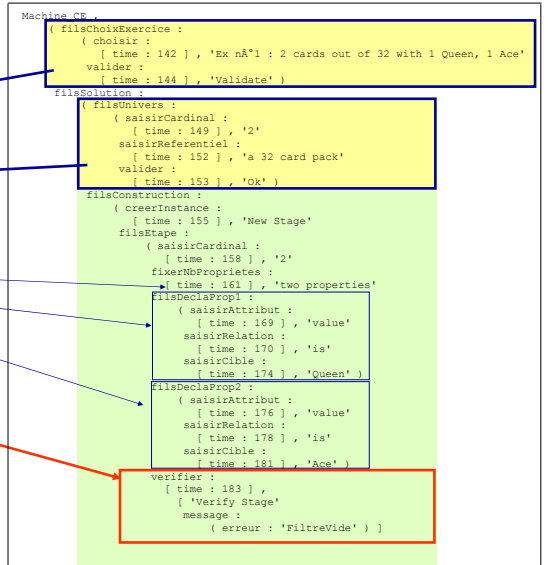 Machine_CE ,
( filsChoixExercice :
( choisir :
[ time : 142 ] , 'Ex nÂ°1 : 2 cards out of 32 with 1 Queen, 1 Ace'
valider :
[ time : 144 ] , 'Validate' )
filsSolution :
( filsUnivers :
( saisirCardinal :
[ time : 149 ] , '2'
saisirReferentiel :
[ time : 152 ] , 'a 32 card pack'
valider :
[ time : 153 ] , 'Ok' )
filsConstruction :
( creerInstance :
[ time : 155 ] , 'New Stage'
filsEtape :
( saisirCardinal :
[ time : 158 ] , '2'
fixerNbProprietes :
[ time : 161 ] , 'two properties'
filsDeclaProp1 :
( saisirAttribut :
[ time : 169 ] , 'value'
saisirRelation :
[ time : 170 ] , 'is'
saisirCible :
[ time : 174 ] , 'Queen' )
filsDeclaProp2 :
( saisirAttribut :
[ time : 176 ] , 'value'
saisirRelation :
[ time : 178 ] , 'is'
saisirCible :
[ time : 181 ] , 'Ace' )
verifier :
[ time : 183 ] ,
[ 'Verify Stage'
message :
( erreur : 'FiltreVide' ) ]